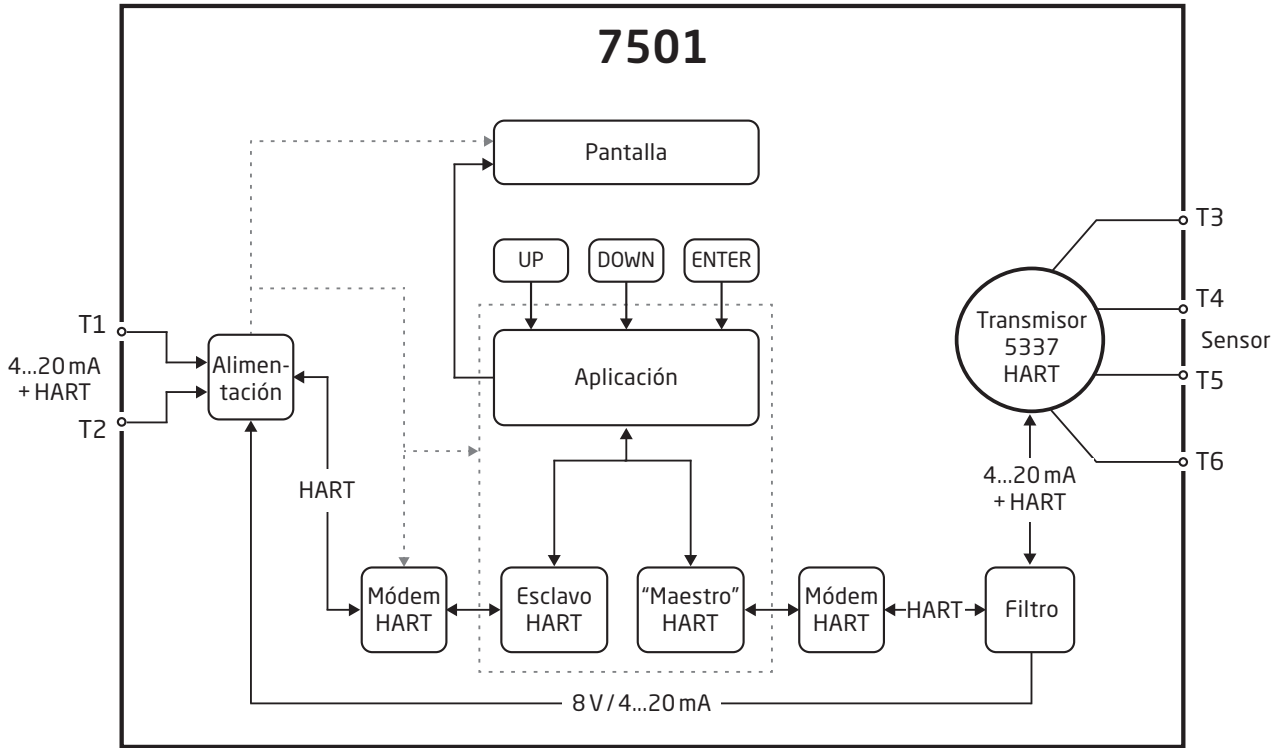 7501
Pantalla
UP
DOWN
ENTER
T1
4...20 mA
+ HART
T2
Alimen-
tación
Aplicación
Transmisor
5337
HART
T3
T4
Sensor
T5
T6
HART
4...20 mA
+ HART
Módem
HART
Esclavo
HART
“Maestro”
HART
Módem
HART
HART
Filtro
8 V / 4...20 mA